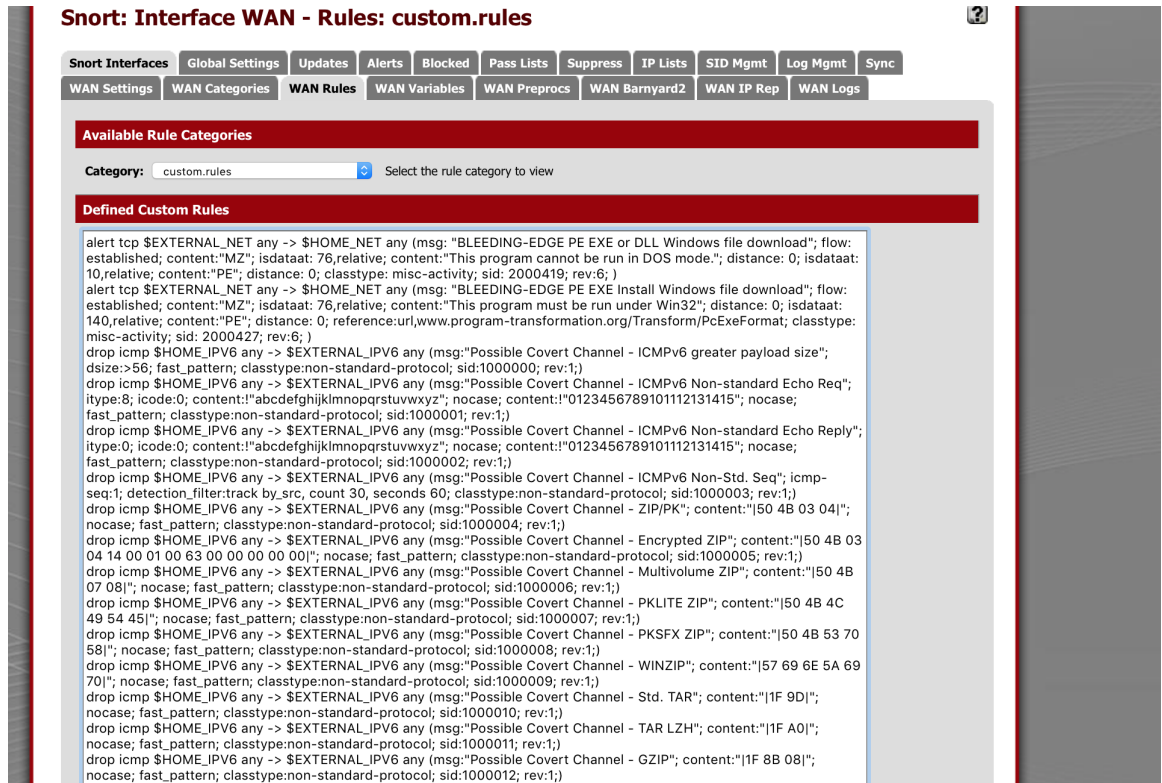 Snort: Interface WAN - Rules: custom.rules
?
Snort Interfaces Global Settings Updates Alerts Blocked Pass Lists Suppress IP Lists SID Mgmt Log Mgmt Sync
WAN Settings WAN Categories WAN Rules WAN Variables WAN Preprocs WAN Barnyard2 WAN IP Rep WAN Logs
Available Rule Categories
Category: custom.rules Select the rule category to view
Defined Custom Rules
alert tcp $EXTERNAL_NET any -> $HOME_NET any (msg: "BLEEDING-EDGE PE EXE or DLL Windows file download"; flow:
established; content:"MZ"; isdataat: 76,relative; content:"This program cannot be run in DOS mode."; distance: 0; isdataat:
10,relative; content:"PE"; distance: 0; classtype: misc-activity; sid: 2000419; rev:6; )
alert tcp $EXTERNAL_NET any -> $HOME_NET any (msg: "BLEEDING-EDGE PE EXE Install Windows file download"; flow:
established; content:"MZ"; isdataat: 76,relative; content:"This program must be run under Win32"; distance: 0; isdataat:
140,relative; content:"PE"; distance: 0; reference:url,www.program-transformation.org/Transform/PcExeFormat; classtype:
misc-activity; sid: 2000427; rev:6; )
drop icmp $HOME_IPV6 any -> $EXTERNAL_IPV6 any (msg:"Possible Covert Channel - ICMPv6 greater payload size";
dsize:>56; fast_pattern; classtype:non-standard-protocol; sid:1000000; rev:1;)
drop icmp $HOME_IPV6 any -> $EXTERNAL_IPV6 any (msg:"Possible Covert Channel - ICMPv6 Non-standard Echo Req";
itype:8; icode:0; content:!"abcdefghijklmnopqrstuvwxyz"; nocase; content:!"0123456789101112131415"; nocase;
fast_pattern; classtype:non-standard-protocol; sid:1000001; rev:1;)
drop icmp $HOME_IPV6 any -> $EXTERNAL_IPV6 any (msg:"Possible Covert Channel - ICMPv6 Non-standard Echo Reply";
itype:0; icode:0; content:!"abcdefghijklmnopqrstuvwxyz"; nocase; content:!"0123456789101112131415"; nocase;
fast_pattern; classtype:non-standard-protocol; sid:1000002; rev:1;)
drop icmp $HOME_IPV6 any -> $EXTERNAL_IPV6 any (msg:"Possible Covert Channel - ICMPv6 Non-Std. Seq"; icmp-
seq:1; detection_filter:track by_src, count 30, seconds 60; classtype:non-standard-protocol; sid:1000003; rev:1;)
drop icmp $HOME_IPV6 any -> $EXTERNAL_IPV6 any (msg:"Possible Covert Channel - ZIP/PK"; content:"|50 4B 03 04|";
nocase; fast_pattern; classtype:non-standard-protocol; sid:1000004; rev:1;)
drop icmp $HOME_IPV6 any -> $EXTERNAL_IPV6 any (msg:"Possible Covert Channel - Encrypted ZIP"; content:"|50 4B 03
04 14 00 01 00 63 00 00 00 00 00|"; nocase; fast_pattern; classtype:non-standard-protocol; sid:1000005; rev:1;)
drop icmp $HOME_IPV6 any -> $EXTERNAL_IPV6 any (msg:"Possible Covert Channel - Multivolume ZIP"; content:"|50 4B
07 08|"; nocase; fast_pattern; classtype:non-standard-protocol; sid:1000006; rev:1;)
drop icmp $HOME_IPV6 any -> $EXTERNAL_IPV6 any (msg:"Possible Covert Channel - PKLITE ZIP"; content:"|50 4B 4C
49 54 45|"; nocase; fast_pattern; classtype:non-standard-protocol; sid:1000007; rev:1;)
drop icmp $HOME_IPV6 any -> $EXTERNAL_IPV6 any (msg:"Possible Covert Channel - PKSFX ZIP"; content:"|50 4B 53 70
58|"; nocase; fast_pattern; classtype:non-standard-protocol; sid:1000008; rev:1;)
drop icmp $HOME_IPV6 any -> $EXTERNAL_IPV6 any (msg:"Possible Covert Channel - WINZIP"; content:"|57 69 6E 5A 69
70|"; nocase; fast_pattern; classtype:non-standard-protocol; sid:1000009; rev:1;)
drop icmp $HOME_IPV6 any -> $EXTERNAL_IPV6 any (msg:"Possible Covert Channel - Std. TAR"; content:"|1F 9D|";
nocase; fast_pattern; classtype:non-standard-protocol; sid:1000010; rev:1;)
drop icmp $HOME_IPV6 any -> $EXTERNAL_IPV6 any (msg:"Possible Covert Channel - TAR LZH"; content:"|1F A0|";
nocase; fast_pattern; classtype:non-standard-protocol; sid:1000011; rev:1;)
drop icmp $HOME_IPV6 any -> $EXTERNAL_IPV6 any (msg:"Possible Covert Channel - GZIP"; content:"|1F 8B 08|";
nocase; fast_pattern; classtype:non-standard-protocol; sid:1000012; rev:1;)